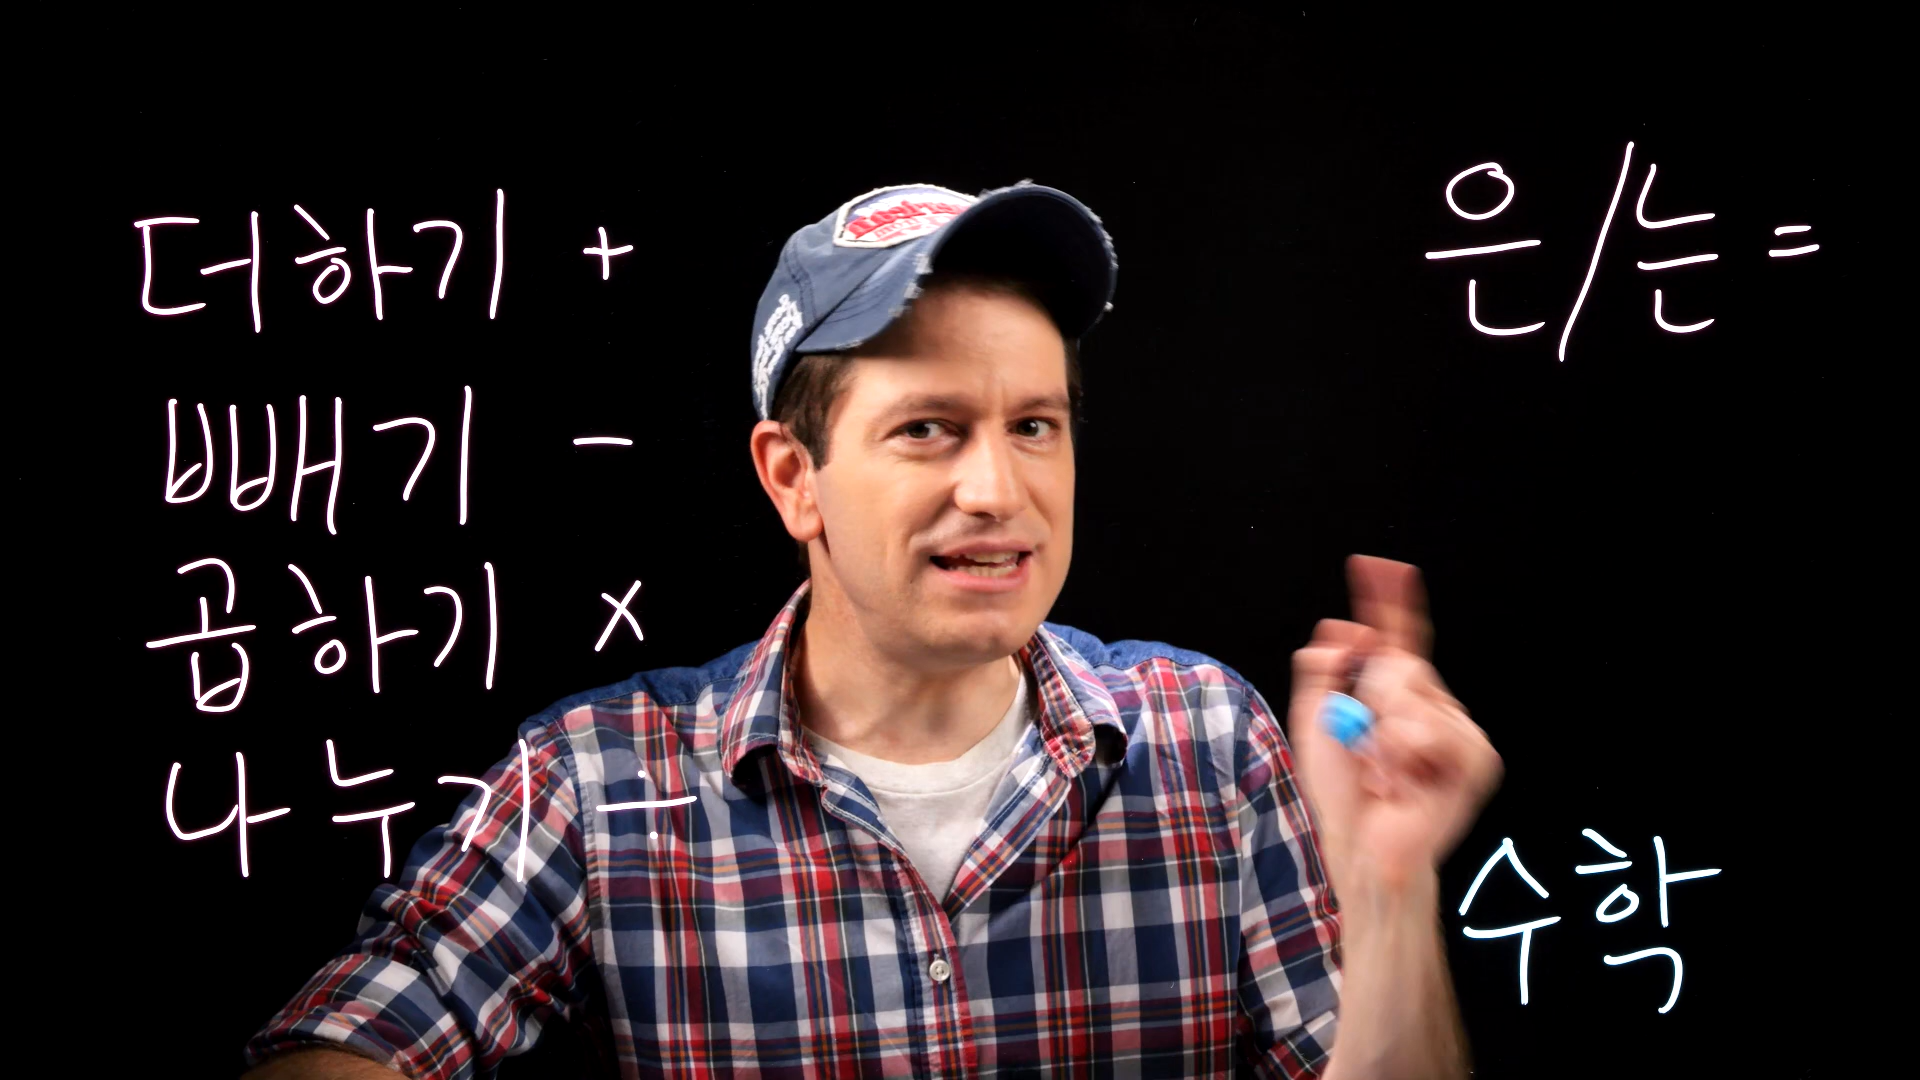 더하기 +
빼기 -
곱하기 ×
나누기 ÷
은/는 =
수학